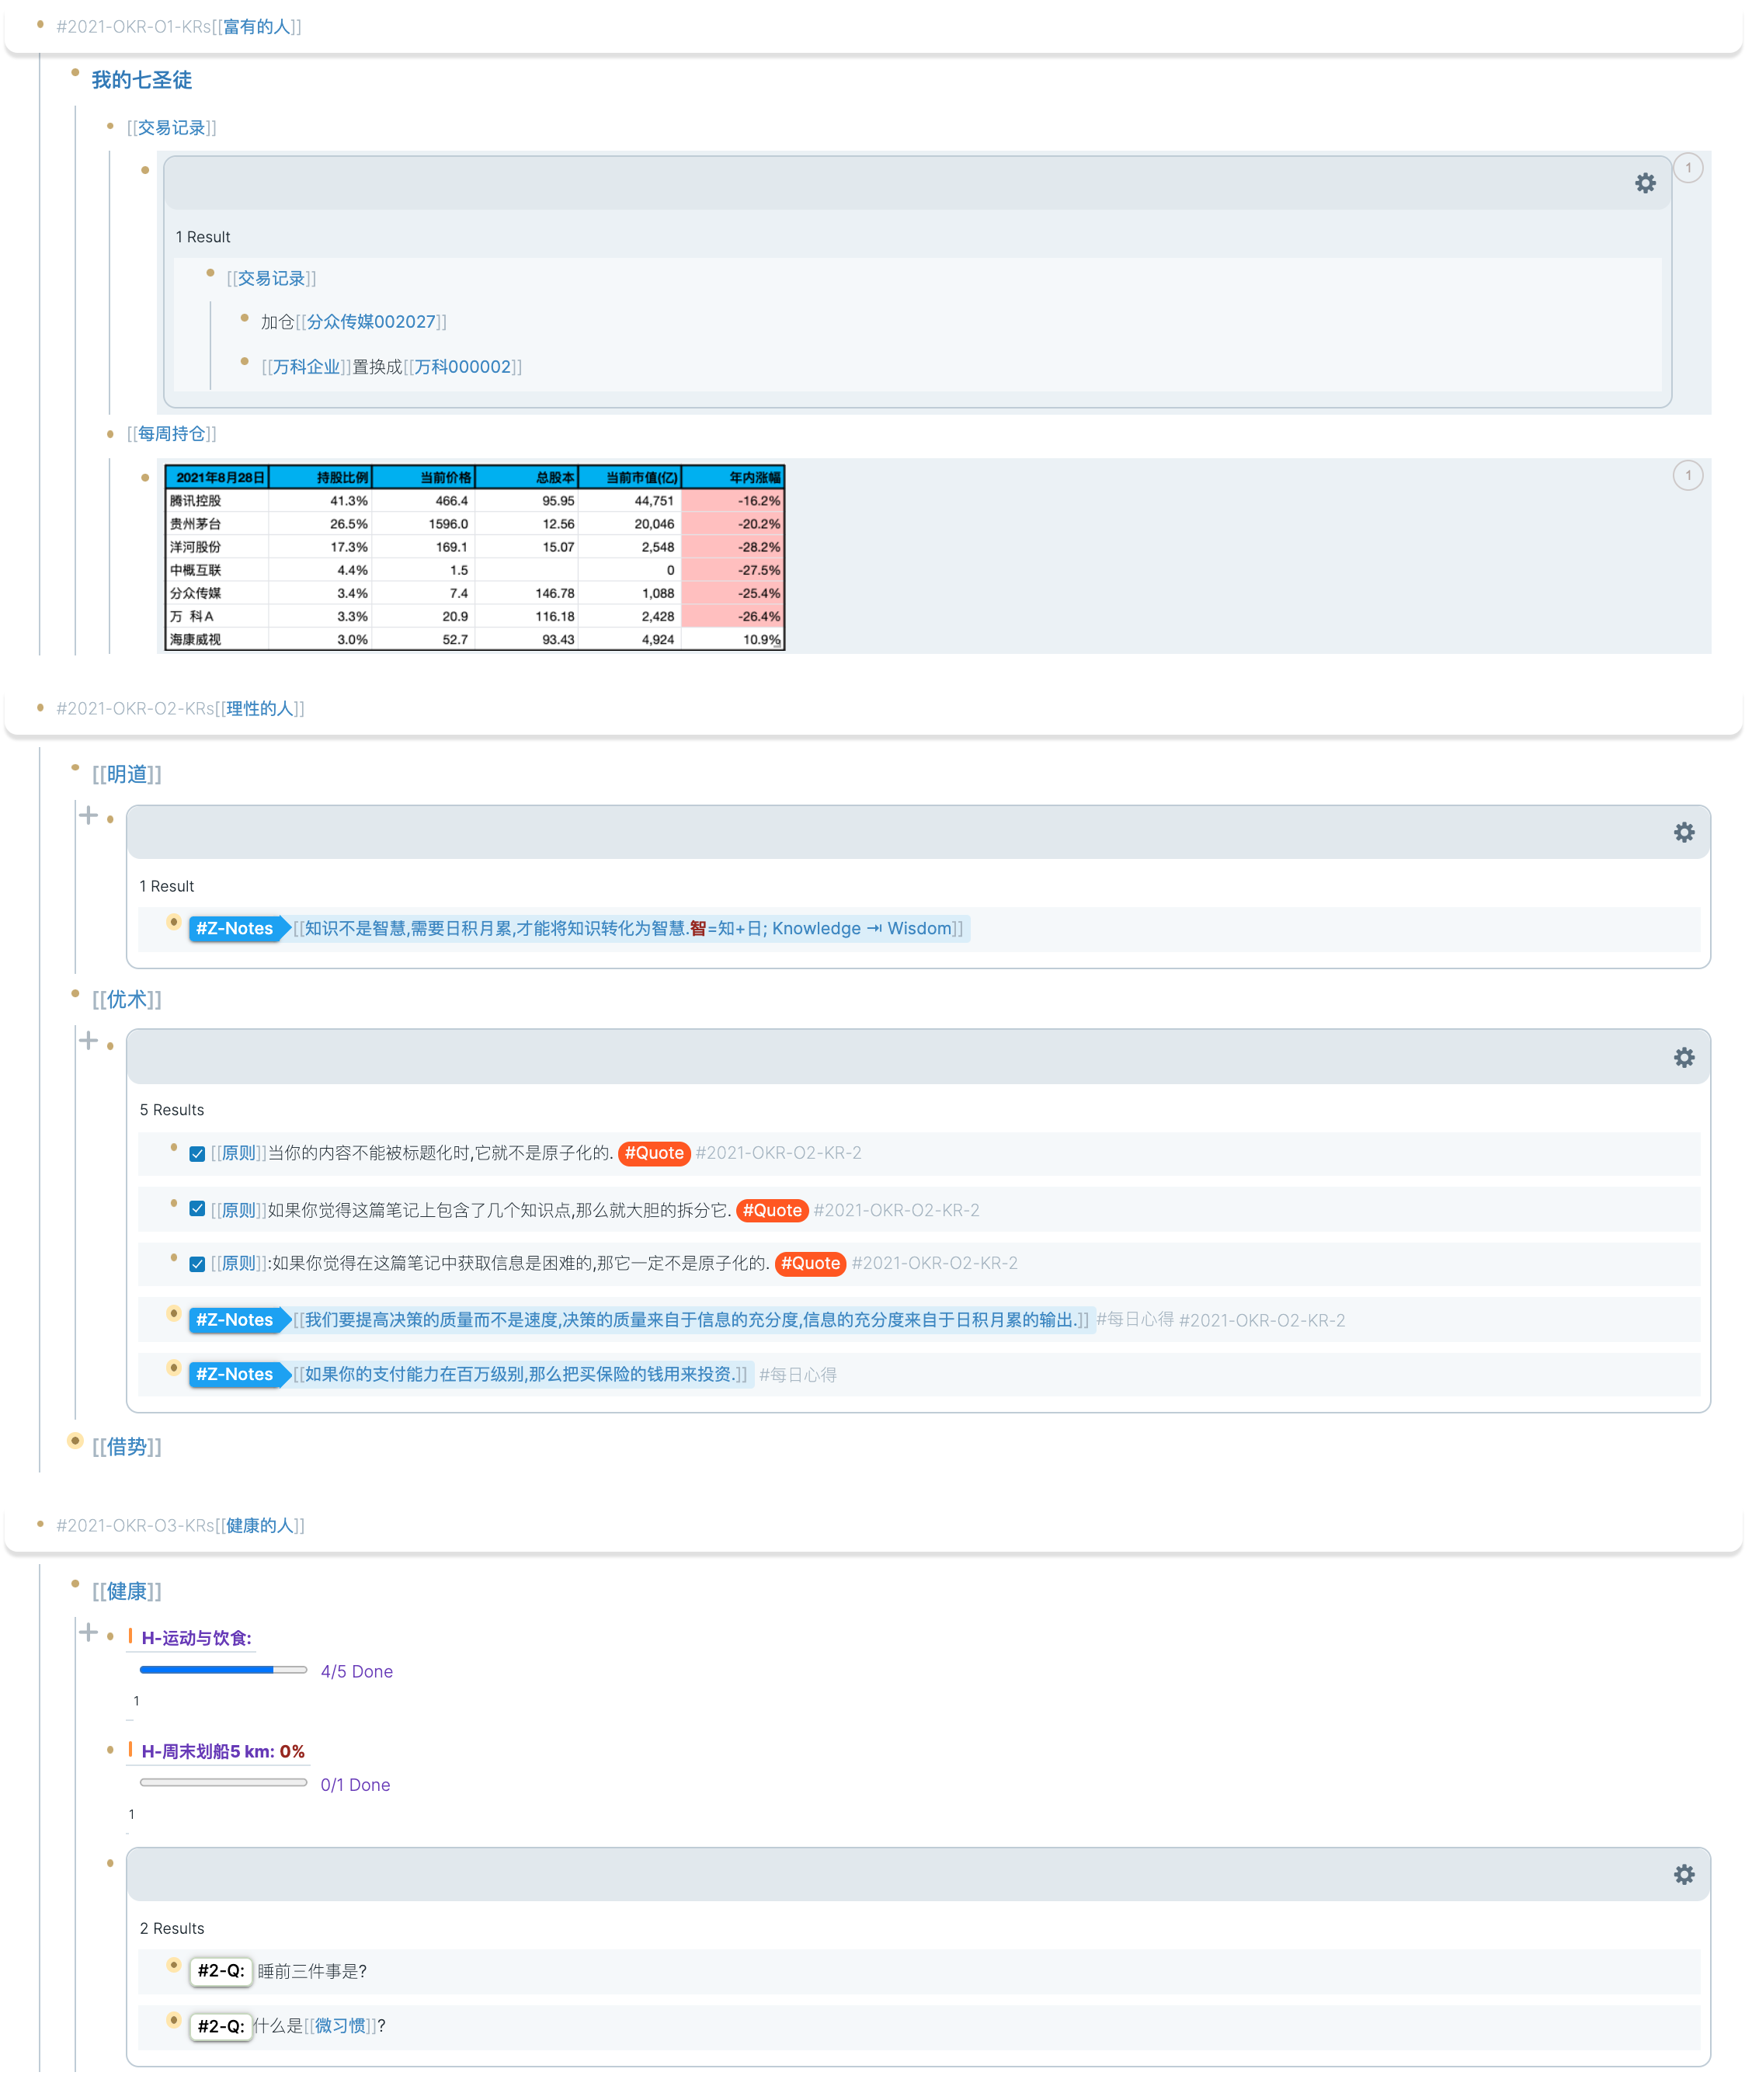 #2021-OKR-O1-KRs[[富有的人]]
我的七圣徒
[[交易记录]]
1
1 Result
[[交易记录]]
加仓[[分众传媒002027]]
[[万科企业]]置换成[[万科000002]]
[[每周持仓]]
1
2021年8月28日 持股比例 当前价格 总股本 当前市值(亿) 年内涨幅
腾讯控股 41.3% 466.4 95.95 44,751 -16.2%
贵州茅台 26.5% 1596.0 12.56 20,046 -20.2%
洋河股份 17.3% 169.1 15.07 2,548 -28.2%
中概互联 4.4% 1.5 0 -27.5%
分众传媒 3.4% 7.4 146.78 1,088 -25.4%
万 科A 3.3% 20.9 116.18 2,428 -26.4%
海康威视 3.0% 52.7 93.43 4,924 10.9%
#2021-OKR-O2-KRs[[理性的人]]
[[明道]]
1 Result
#Z-Notes [[知识不是智慧,需要日积月累,才能将知识转化为智慧.智=知+日; Knowledge ⇥ Wisdom]]
[[优术]]
5 Results
[[原则]]当你的内容不能被标题化时,它就不是原子化的. #Quote #2021-OKR-O2-KR-2
[[原则]]如果你觉得这篇笔记上包含了几个知识点,那么就大胆的拆分它. #Quote #2021-OKR-O2-KR-2
[[原则]]:如果你觉得在这篇笔记中获取信息是困难的,那它一定不是原子化的. #Quote #2021-OKR-O2-KR-2
#Z-Notes [[我们要提高决策的质量而不是速度,决策的质量来自于信息的充分度,信息的充分度来自于日积月累的输出.]] #每日心得 #2021-OKR-O2-KR-2
#Z-Notes [[如果你的支付能力在百万级别,那么把买保险的钱用来投资.]] #每日心得
[[借势]]
#2021-OKR-O3-KRs[[健康的人]]
[[健康]]
H-运动与饮食:
4/5 Done
1
H-周末划船5 km: 0%
0/1 Done
1
2 Results
#2-Q: 睡前三件事是?
#2-Q: 什么是[[微习惯]]?